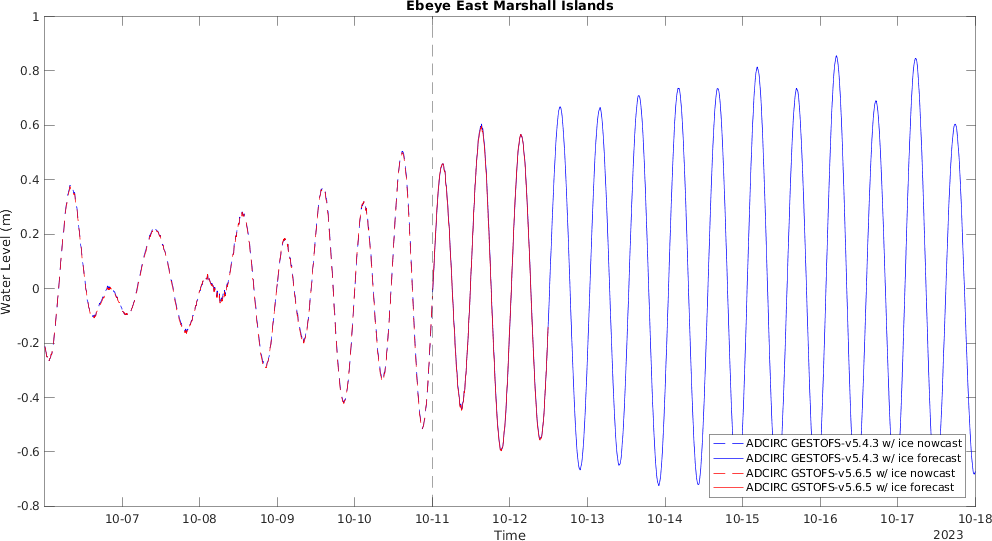 Ebeye East Marshall Islands
1
0.8
0.6
0.4
0.2
0
-0.2
-0.4
-0.6
-0.8
Water Level (m)
ADCIRC GESTOFS-v5.4.3 w/ ice nowcast
ADCIRC GESTOFS-v5.4.3 w/ ice forecast
ADCIRC GSTOFS-v5.6.5 w/ ice nowcast
ADCIRC GSTOFS-v5.6.5 w/ ice forecast
10-07 10-08 10-09 10-10 10-11 10-12 10-13 10-14 10-15 10-16 10-17 10-18
Time
2023